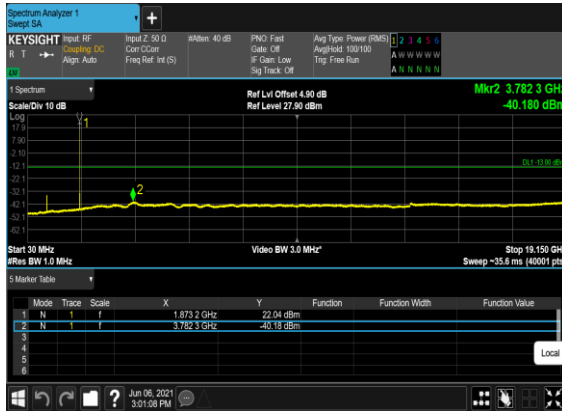 Spectrum Analyzer 1
Swept SA
+
KEYSIGHT Input: RF Input Z: 50 Ω #Atten: 40 dB PNO: Fast Avg Type: Power (RMS) 1 2 3 4 5 6
R T Coupling: DC Corr CCorr Gate: Off Avg|Hold: 100/100 A W W W W W
Align: Auto Freq Ref: Int (S) IF Gain: Low Trig: Free Run
LXI Sig Track: Off A N N N N N
1 Spectrum Ref Lvl Offset 4.90 dB Mkr2 3.782 3 GHz
Scale/Div 10 dB Ref Level 27.90 dBm -40.180 dBm
Log
17.9 1
7.90
-2.10
-12.1 DL1 -13.00 dBm
-22.1
-32.1 2
-42.1
-52.1
-62.1
Start 30 MHz Video BW 3.0 MHz* Stop 19.150 GHz
#Res BW 1.0 MHz Sweep ~35.6 ms (40001 pts)
5 Marker Table
Mode Trace Scale X Y Function Function Width Function Value
1 N 1 f 1.873 2 GHz 22.04 dBm
2 N 1 f 3.782 3 GHz -40.18 dBm
3
4
5
6
Local
? Jun 06, 2021
3:01:08 PM